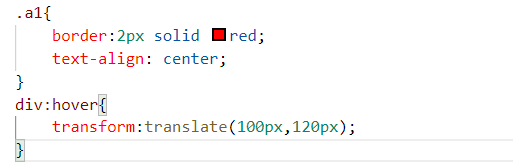 .a1{
border:2px solid red;
text-align: center;
}
div:hover{
transform:translate(100px,120px);
}